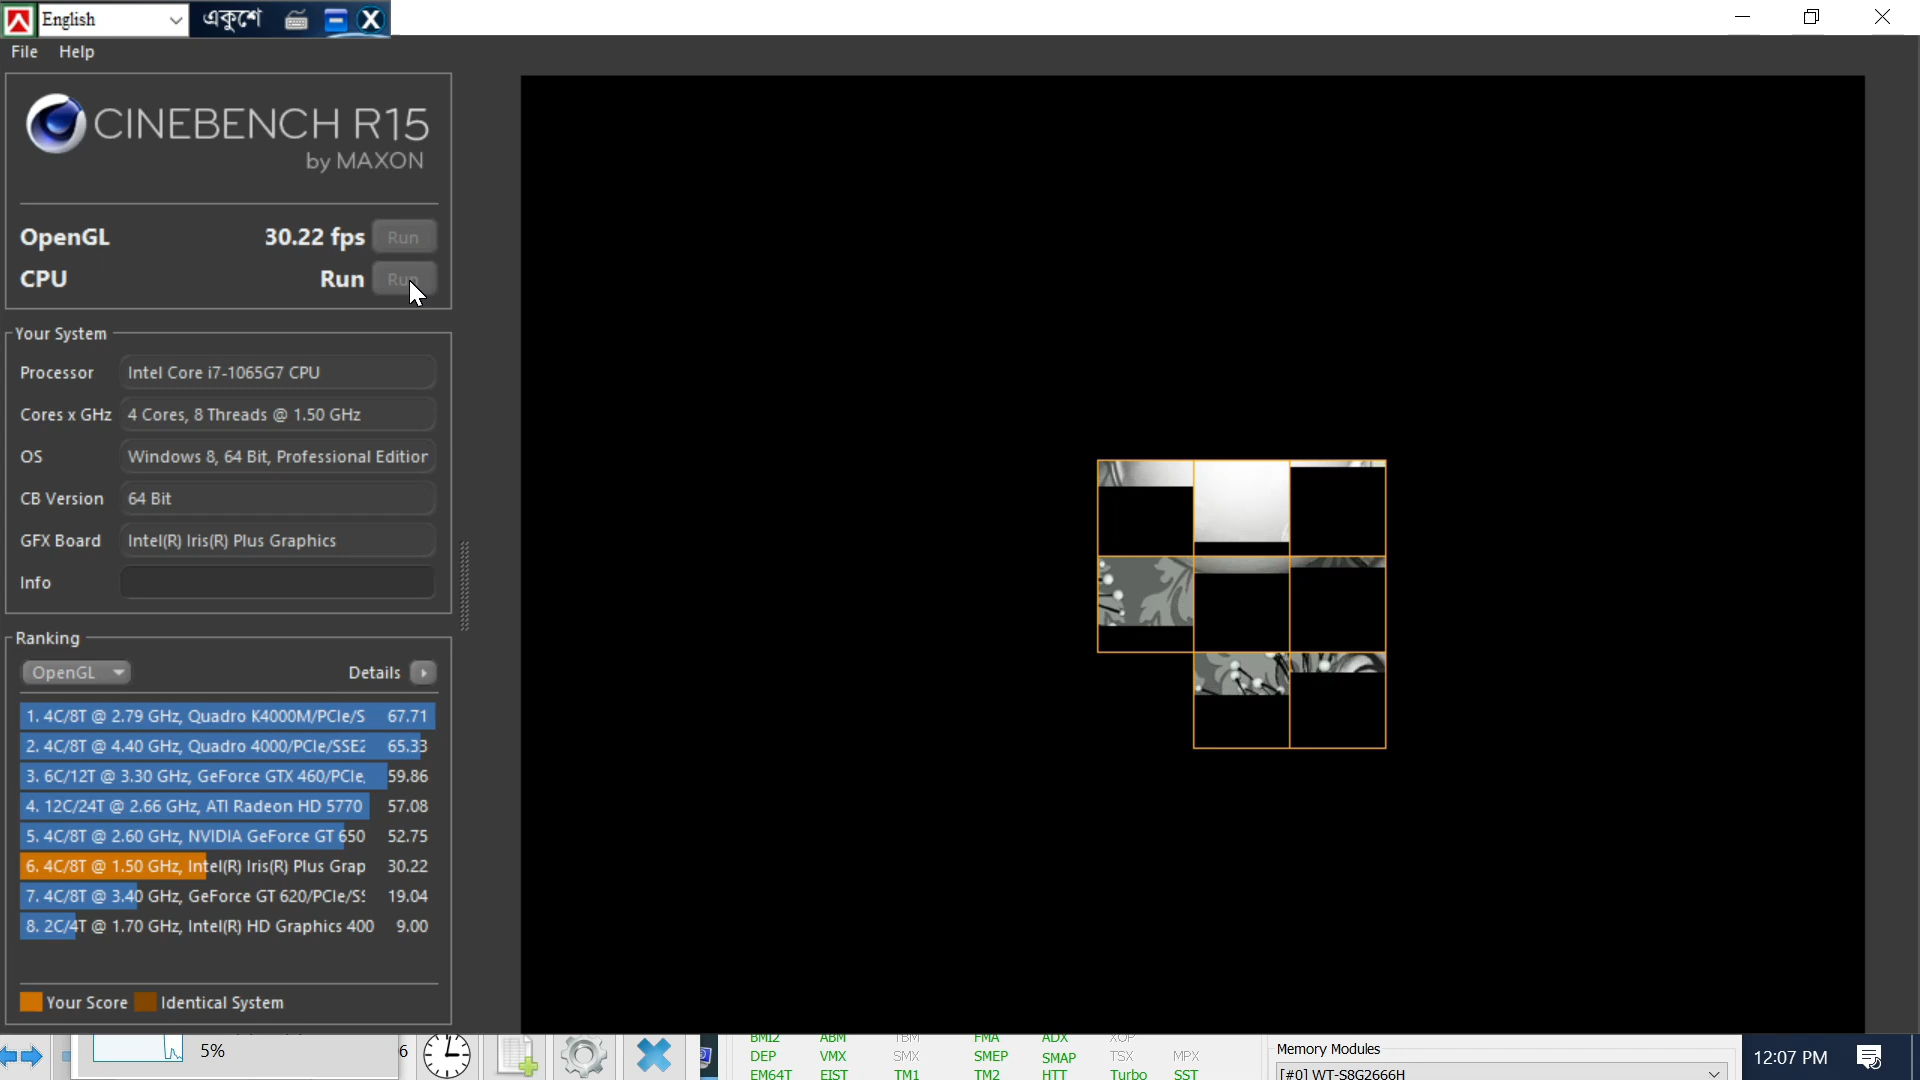 English একুশে
File Help
CINEBENCH R15
by MAXON
OpenGL 30.22 fps Run
CPU Run Run
Your System
Processor Intel Core i7-1065G7 CPU
Cores x GHz 4 Cores, 8 Threads @ 1.50 GHz
OS Windows 8, 64 Bit, Professional Edition
CB Version 64 Bit
GFX Board Intel(R) Iris(R) Plus Graphics
Info
Ranking
OpenGL Details
1. 4C/8T @ 2.79 GHz, Quadro K4000M/PCIe/S 67.71
2. 4C/8T @ 4.40 GHz, Quadro 4000/PCIe/SSE2 65.33
3. 6C/12T @ 3.30 GHz, GeForce GTX 460/PCIe, 59.86
4. 12C/24T @ 2.66 GHz, ATI Radeon HD 5770 57.08
5. 4C/8T @ 2.60 GHz, NVIDIA GeForce GT 650 52.75
6. 4C/8T @ 1.50 GHz, Intel(R) Iris(R) Plus Grap 30.22
7. 4C/8T @ 3.40 GHz, GeForce GT 620/PCIe/S 19.04
8. 2C/4T @ 1.70 GHz, Intel(R) HD Graphics 400 9.00
Your Score Identical System
5% 6
BMI2 ABM TBM FMA ADX XOP
DEP VMX SMX SMEP SMAP TSX MPX
EM64T EIST TM1 TM2 HTT Turbo SST
Memory Modules
[#0] WT-S8G2666H
12:07 PM